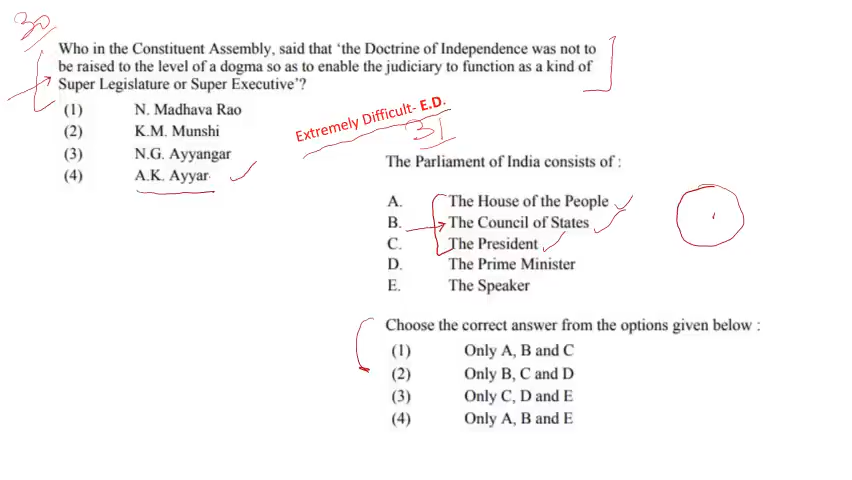 30
Who in the Constituent Assembly, said that ‘the Doctrine of Independence was not to
be raised to the level of a dogma so as to enable the judiciary to function as a kind of
Super Legislature or Super Executive’?
(1) N. Madhava Rao
(2) K.M. Munshi
(3) N.G. Ayyangar
(4) A.K. Ayyar
Extremely Difficult- E.D.
31
The Parliament of India consists of :
A. The House of the People
B. The Council of States
C. The President
D. The Prime Minister
E. The Speaker
Choose the correct answer from the options given below :
(1) Only A, B and C
(2) Only B, C and D
(3) Only C, D and E
(4) Only A, B and E